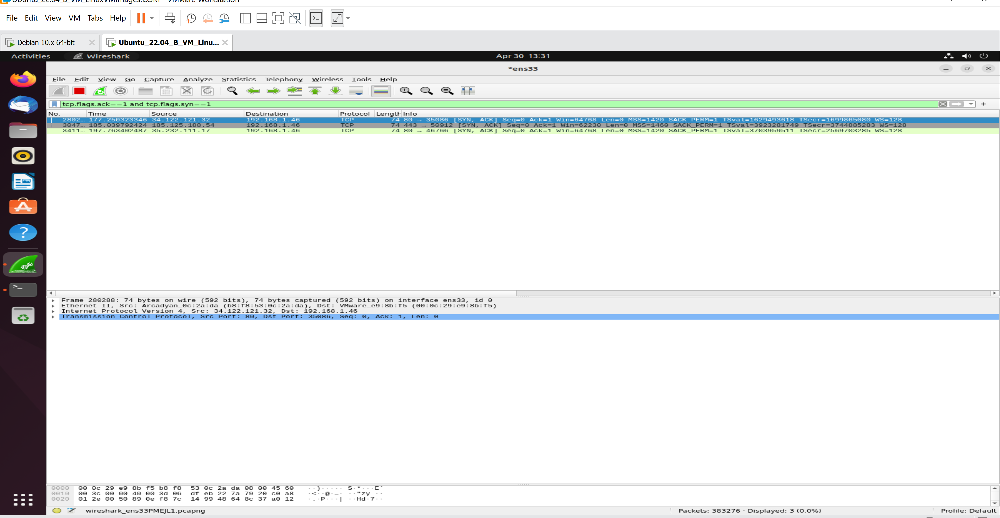 Ubuntu_22.04_B_VM_LinuxVMImages.COM - VMware Workstation
File Edit View VM Tabs Help
Debian 10.x 64-bit
Ubuntu_22.04_B_VM_Linu...
Activities Wireshark Apr 30 13:31
*ens33
File Edit View Go Capture Analyze Statistics Telephony Wireless Tools Help
tcp.flags.ack==1 and tcp.flags.syn==1
No. Time Source Destination Protocol Length Info
2802... 177.250323346 34.122.121.32 192.168.1.46 TCP 74 80 → 35086 [SYN, ACK] Seq=0 Ack=1 Win=64768 Len=0 MSS=1420 SACK_PERM=1 TSval=1629493618 TSecr=1699865080 WS=128
3047... 185.039792424 185.125.188.54 192.168.1.46 TCP 74 443 → 50912 [SYN, ACK] Seq=0 Ack=1 Win=62230 Len=0 MSS=1460 SACK_PERM=1 TSval=3923281749 TSecr=3744885283 WS=128
3411... 197.763402487 35.232.111.17 192.168.1.46 TCP 74 80 → 46766 [SYN, ACK] Seq=0 Ack=1 Win=64768 Len=0 MSS=1420 SACK_PERM=1 TSval=3703959511 TSecr=2569703285 WS=128
Frame 280288: 74 bytes on wire (592 bits), 74 bytes captured (592 bits) on interface ens33, id 0
Ethernet II, Src: Arcadyan_0c:2a:da (b8:f8:53:0c:2a:da), Dst: VMware_e9:8b:f5 (00:0c:29:e9:8b:f5)
Internet Protocol Version 4, Src: 34.122.121.32, Dst: 192.168.1.46
Transmission Control Protocol, Src Port: 80, Dst Port: 35086, Seq: 0, Ack: 1, Len: 0
0000 00 0c 29 e9 8b f5 b8 f8 53 0c 2a da 08 00 45 60 ··)····· S·*···E`
0010 00 3c 00 00 40 00 3d 06 df eb 22 7a 79 20 c0 a8 ·<··@·=· ··"zy ··
0020 01 2e 00 50 89 0e f8 7c 14 99 48 64 8c 37 a0 12 ·.·P···| ··Hd·7··
wireshark_ens33PMEJL1.pcapng Packets: 383276 · Displayed: 3 (0.0%) Profile: Default